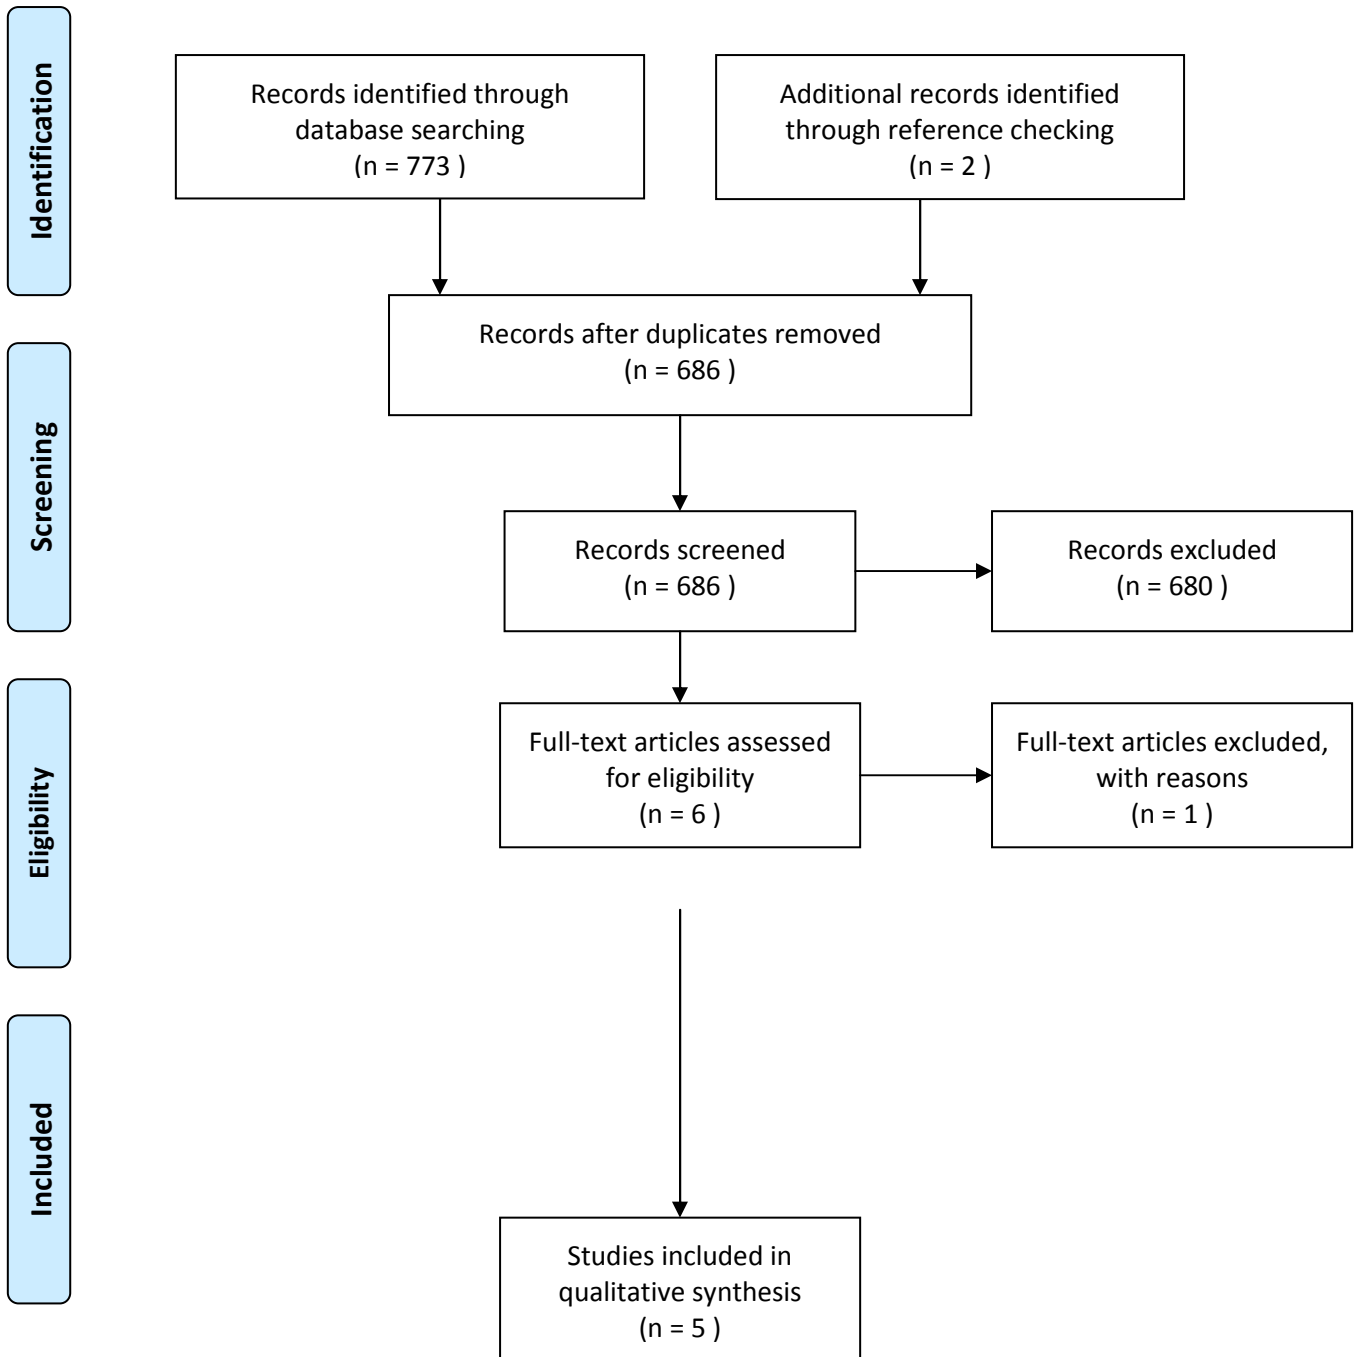 Identification
Records identified through
database searching
(n = 773 )
Additional records identified
through reference checking
(n = 2 )
Records after duplicates removed
(n = 686 )
Screening
Records screened
(n = 686 )
Records excluded
(n = 680 )
Eligibility
Full-text articles assessed
for eligibility
(n = 6 )
Full-text articles excluded,
with reasons
(n = 1 )
Included
Studies included in
qualitative synthesis
(n = 5 )